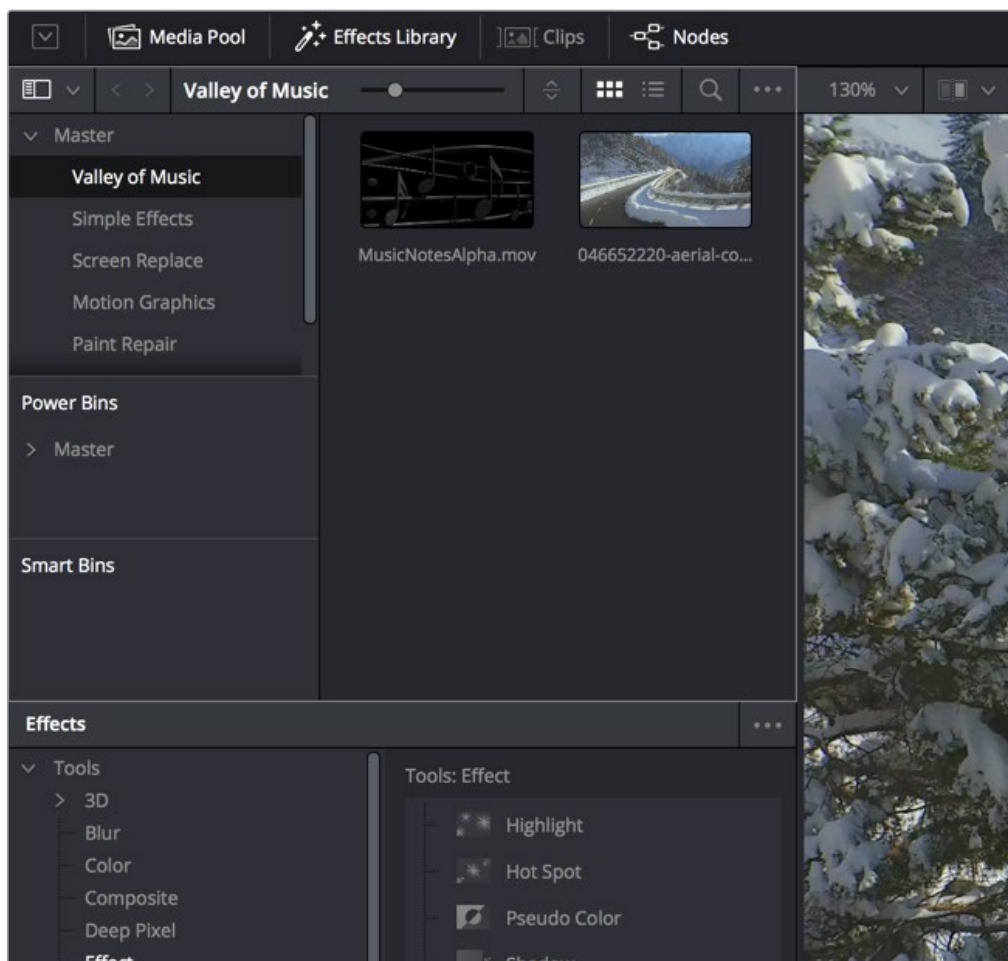 Media Pool Effects Library Clips Nodes
Valley of Music 130%
Master
Valley of Music
Simple Effects
Screen Replace
Motion Graphics
Paint Repair
MusicNotesAlpha.mov 046652220-aerial-co...
Power Bins
Master
Smart Bins
Effects
Tools
3D
Blur
Color
Composite
Deep Pixel
Effect
Tools: Effect
Highlight
Hot Spot
Pseudo Color
Shadow